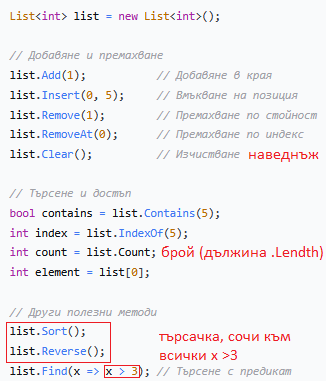 List<int> list = new List<int>();
// Добавяне и премахване
list.Add(1); // Добавяне в края
list.Insert(0, 5); // Вмъкване на позиция
list.Remove(1); // Премахване по стойност
list.RemoveAt(0); // Премахване по индекс
list.Clear(); // Изчистване наведнъж
// Търсене и достъп
bool contains = list.Contains(5);
int index = list.IndexOf(5);
int count = list.Count; брой (дължина .Lendth)
int element = list[0];
// Други полезни методи
list.Sort(); търсачка, сочи към
list.Reverse(); всички x >3
list.Find(x => x > 3); // Търсене с предикат